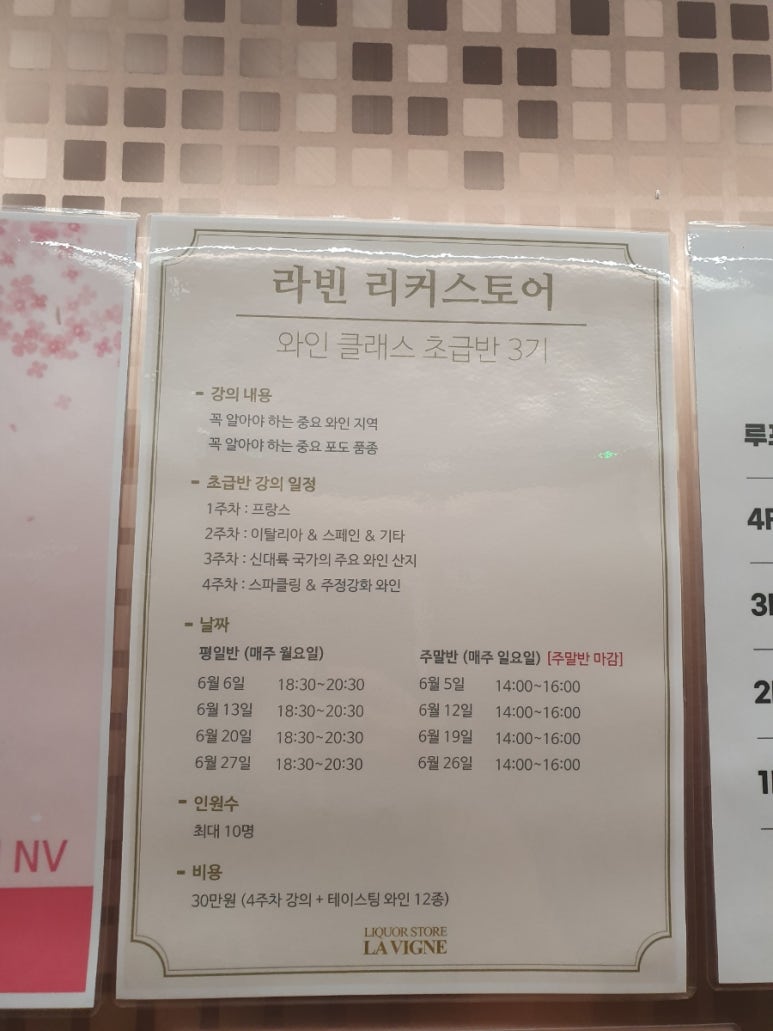 라빈 리커스토어
와인 클래스 초급반 3기
- 강의 내용
꼭 알아야 하는 중요 와인 지역
꼭 알아야 하는 중요 포도 품종
- 초급반 강의 일정
1주차 : 프랑스
2주차 : 이탈리아 & 스페인 & 기타
3주차 : 신대륙 국가의 주요 와인 산지
4주차 : 스파클링 & 주정강화 와인
- 날짜
평일반 (매주 월요일) 주말반 (매주 일요일) [주말반 마감]
6월 6일 18:30~20:30 6월 5일 14:00~16:00
6월 13일 18:30~20:30 6월 12일 14:00~16:00
6월 20일 18:30~20:30 6월 19일 14:00~16:00
6월 27일 18:30~20:30 6월 26일 14:00~16:00
- 인원수
최대 10명
- 비용
30만원 (4주차 강의 + 테이스팅 와인 12종)
LIQUOR STORE
LA VIGNE
NV
4F
3
2
1